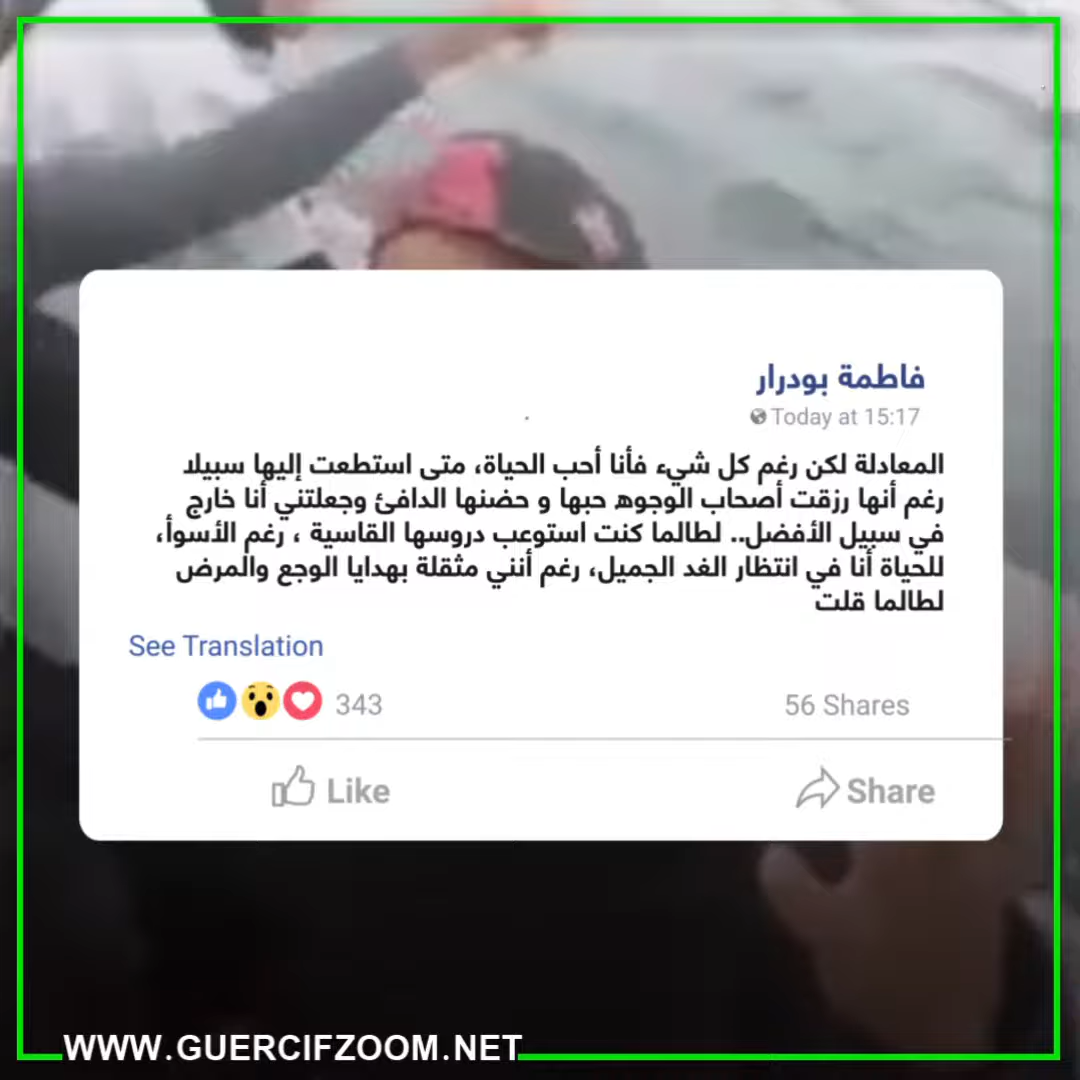 فاطمة بودرار
Today at 15:17
المعادلة لكن رغم كل شيء فأنا أحب الحياة، متى استطعت إليها سبيلا
رغم أنها رزقت أصحاب الوجوه حبها و حضنها الدافئ وجعلتني أنا خارج
في سبيل الأفضل.. لطالما كنت استوعب دروسها القاسية ، رغم الأسوأ،
للحياة أنا في انتظار الغد الجميل، رغم أنني مثقلة بهدايا الوجع والمرض
لطالما قلت
See Translation
343
56 Shares
Like
Share
WWW.GUERCIFZOOM.NET